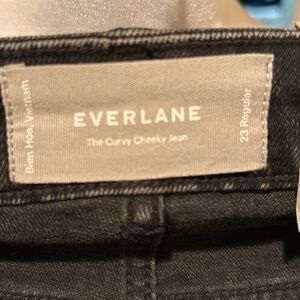 Bien Hoa, Vietnam
EVERLANE
The Curvy Cheeky Jean
23 Regular